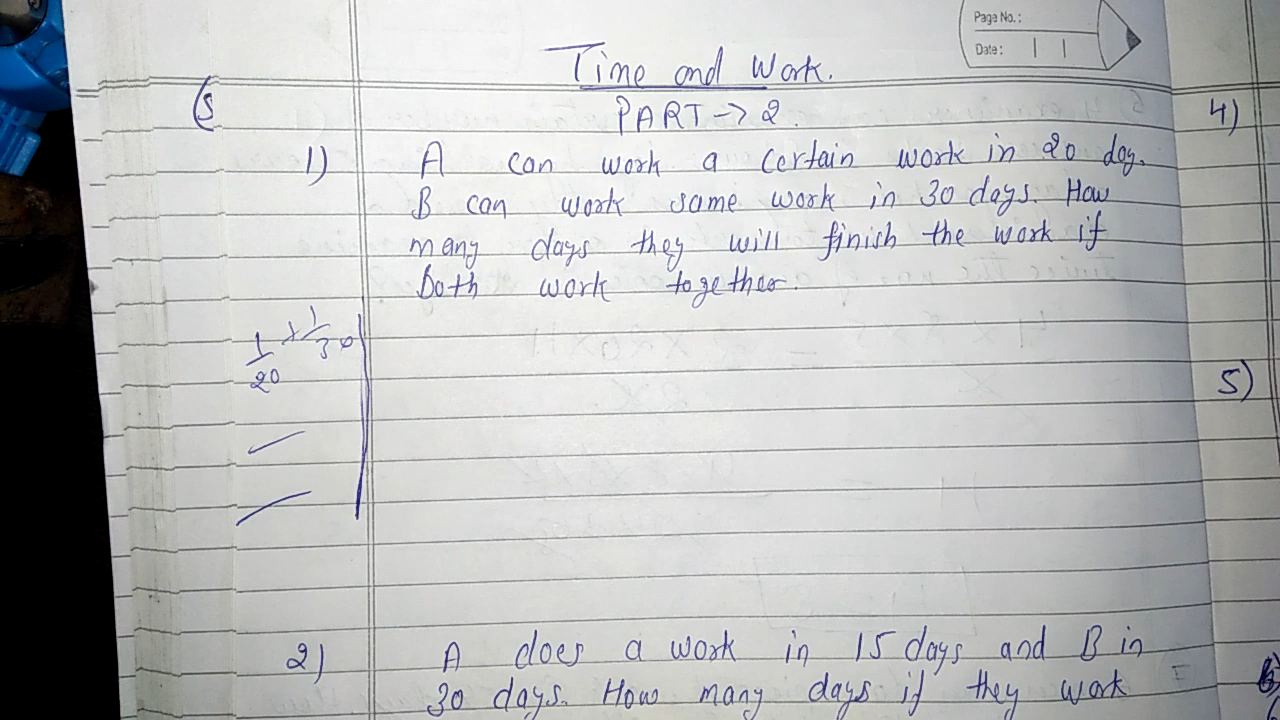 Page No.:
Date:
Time and Work.
PART → 2.
1) A can work a certain work in 20 day.
B can work same work in 30 days. How
many days they will finish the work if
both work together.
1/20 + 1/30
2) A does a work in 15 days and B in
30 days. How many days if they work
4)
5)